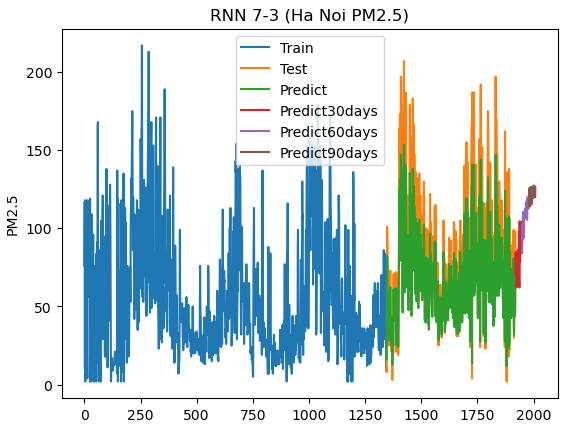 RNN 7-3 (Ha Noi PM2.5)
Train
Test
Predict
Predict30days
Predict60days
Predict90days
PM2.5
200
150
100
50
0
0 250 500 750 1000 1250 1500 1750 2000